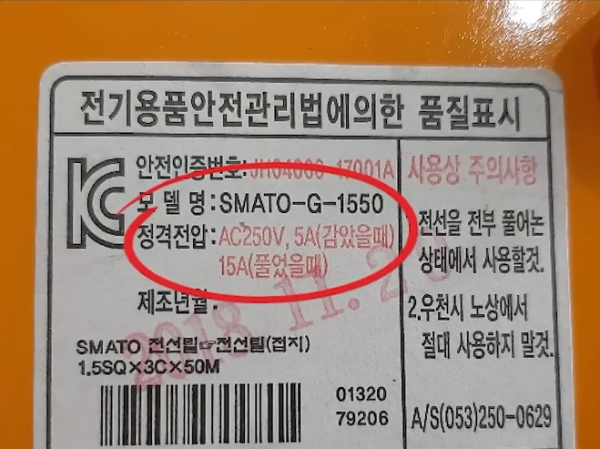 전기용품안전관리법에의한 품질표시
안전인증번호: JH04066-17001A
모 델 명 : SMATO-G-1550
정격전압 : AC250V, 5A(감았을때)
15A(풀었을때)
제조년월 :
2018 11. 20
SMATO 전선릴☞전선릴(접지)
1.5SQ×3C×50M
01320
79206
사용상 주의사항
전선을 전부 풀어논
상태에서 사용할것.
2.우천시 노상에서
절대 사용하지 말것.
A/S(053)250-0629